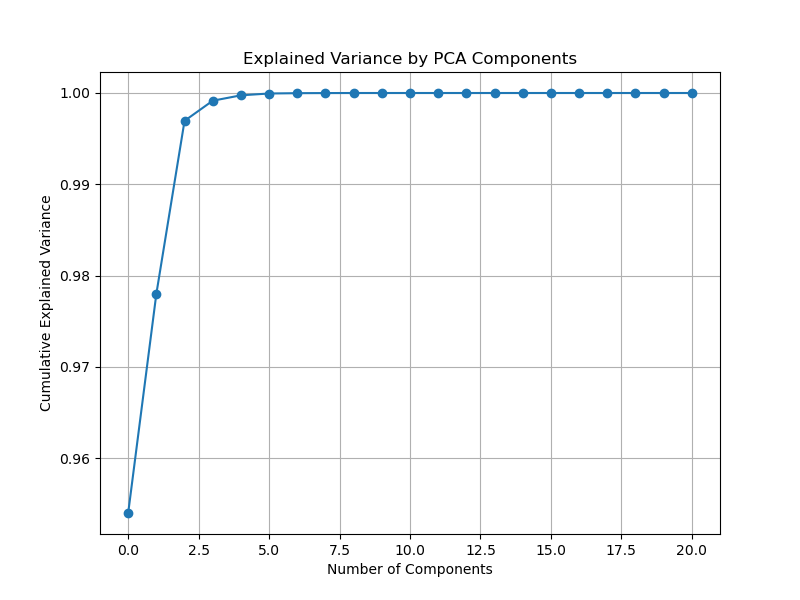 Explained Variance by PCA Components
1.00
0.99
0.98
0.97
0.96
Cumulative Explained Variance
0.0 2.5 5.0 7.5 10.0 12.5 15.0 17.5 20.0
Number of Components